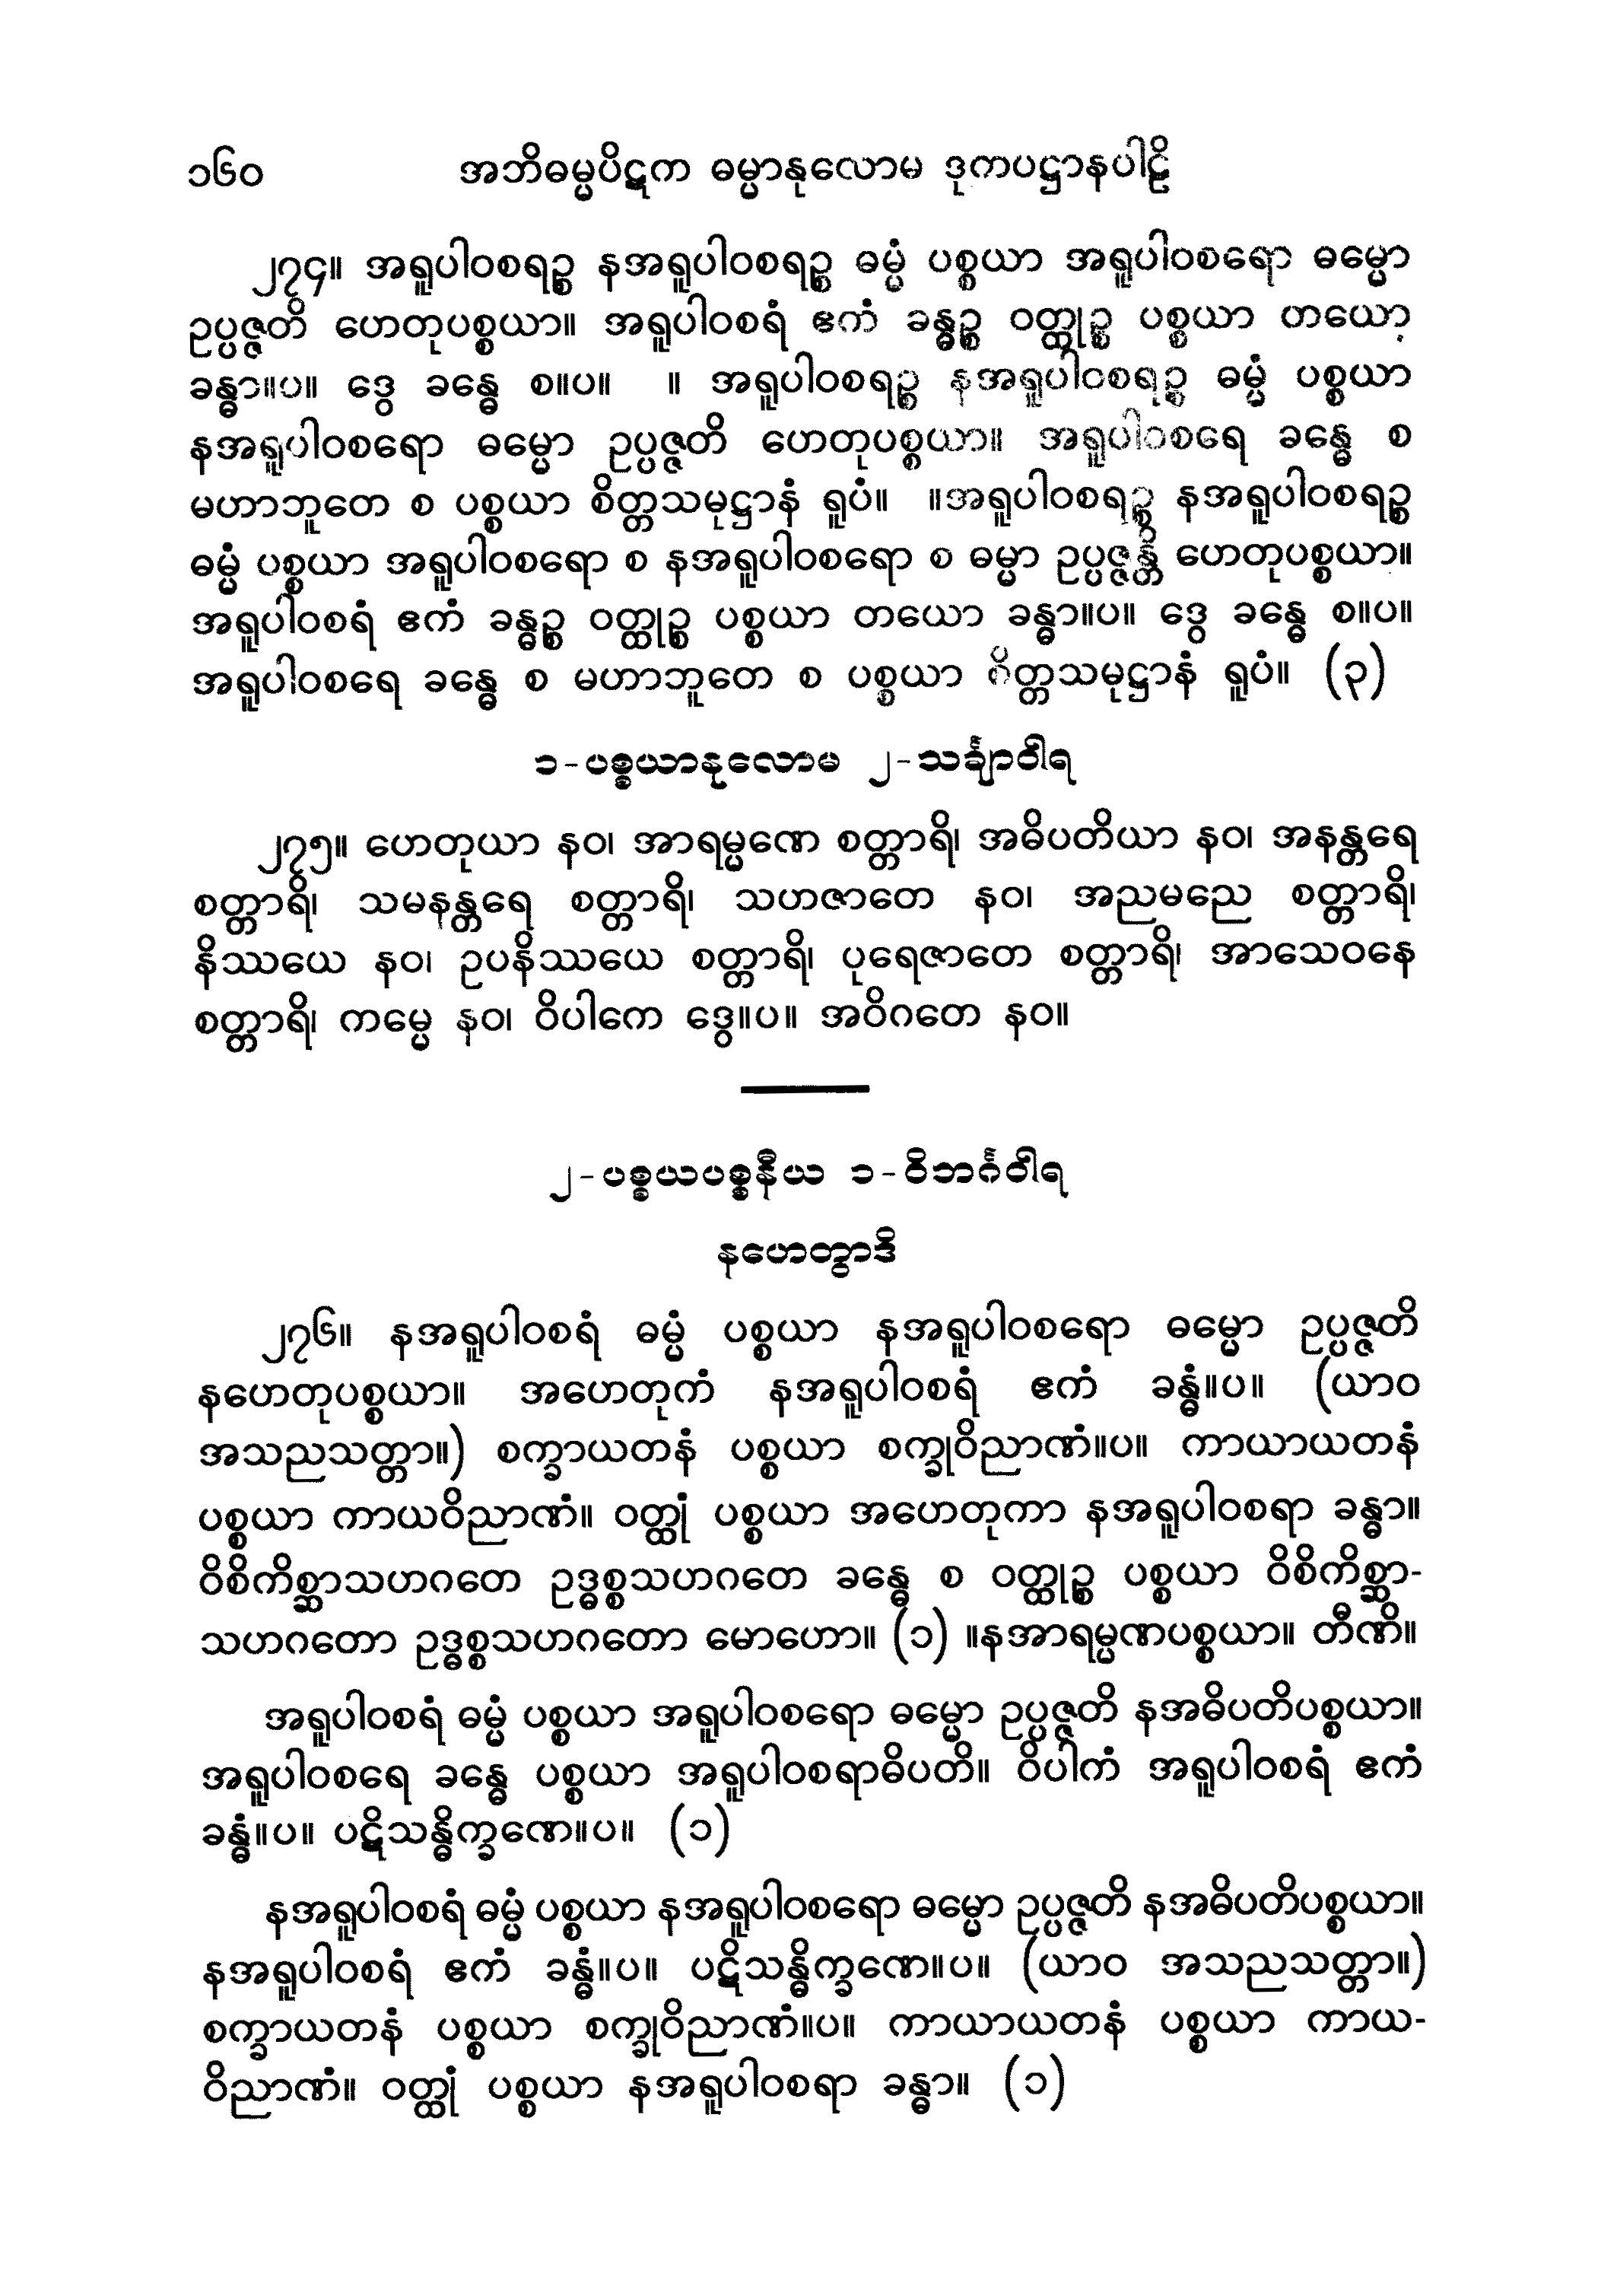 ၁၆၀ အဘိဓမ္မပိဋက ဓမ္မာနုလောမ ဒုကပဋ္ဌာနပါဠိ
၂၇၄။ အရူပါဝစရဉ္စ နအရူပါဝစရဉ္စ ဓမ္မံ ပစ္စယာ အရူပါဝစရော ဓမ္မော
ဥပ္ပဇ္ဇတိ ဟေတုပစ္စယာ။ အရူပါဝစရံ ဧကံ ခန္ဓဉ္စ ဝတ္ထုဉ္စ ပစ္စယာ တယော
ခန္ဓာ။ပ။ ဒွေ ခန္ဓေ စ။ပ။ ။ အရူပါဝစရဉ္စ နအရူပါဝစရဉ္စ ဓမ္မံ ပစ္စယာ
နအရူပါဝစရော ဓမ္မော ဥပ္ပဇ္ဇတိ ဟေတုပစ္စယာ။ အရူပါဝစရေ ခန္ဓေ စ
မဟာဘူတေ စ ပစ္စယာ စိတ္တသမုဋ္ဌာနံ ရူပံ။ ။အရူပါဝစရဉ္စ နအရူပါဝစရဉ္စ
ဓမ္မံ ပစ္စယာ အရူပါဝစရော စ နအရူပါဝစရော စ ဓမ္မာ ဥပ္ပဇ္ဇန္တိ ဟေတုပစ္စယာ။
အရူပါဝစရံ ဧကံ ခန္ဓဉ္စ ဝတ္ထုဉ္စ ပစ္စယာ တယော ခန္ဓာ။ပ။ ဒွေ ခန္ဓေ စ။ပ။
အရူပါဝစရေ ခန္ဓေ စ မဟာဘူတေ စ ပစ္စယာ စိတ္တသမုဋ္ဌာနံ ရူပံ။ (၃)
၁-ပစ္စယာနုလောမ ၂-သင်္ချာဝါရ
၂၇၅။ ဟေတုယာ နဝ၊ အာရမ္မဏေ စတ္တာရိ၊ အဓိပတိယာ နဝ၊ အနန္တရေ
စတ္တာရိ၊ သမနန္တရေ စတ္တာရိ၊ သဟဇာတေ နဝ၊ အညမညေ စတ္တာရိ၊
နိဿယေ နဝ၊ ဥပနိဿယေ စတ္တာရိ၊ ပုရေဇာတေ စတ္တာရိ၊ အာသေဝနေ
စတ္တာရိ၊ ကမ္မေ နဝ၊ ဝိပါကေ ဒွေ။ပ။ အဝိဂတေ နဝ။
၂-ပစ္စယပစ္စနီယ ၁-ဝိဘင်္ဂဝါရ
နဟေတွာဒိ
၂၇၆။ နအရူပါဝစရံ ဓမ္မံ ပစ္စယာ နအရူပါဝစရော ဓမ္မော ဥပ္ပဇ္ဇတိ
နဟေတုပစ္စယာ။ အဟေတုကံ နအရူပါဝစရံ ဧကံ ခန္ဓံ။ပ။ (ယာဝ
အသညသတ္တာ။) စက္ခာယတနံ ပစ္စယာ စက္ခုဝိညာဏံ။ပ။ ကာယာယတနံ
ပစ္စယာ ကာယဝိညာဏံ။ ဝတ္ထုံ ပစ္စယာ အဟေတုကာ နအရူပါဝစရာ ခန္ဓာ။
ဝိစိကိစ္ဆာသဟဂတေ ဥဒ္ဓစ္စသဟဂတေ ခန္ဓေ စ ဝတ္ထုဉ္စ ပစ္စယာ ဝိစိကိစ္ဆာ-
သဟဂတော ဥဒ္ဓစ္စသဟဂတော မောဟော။ (၁) ။နအာရမ္မဏပစ္စယာ။ တီဏိ။
အရူပါဝစရံ ဓမ္မံ ပစ္စယာ အရူပါဝစရော ဓမ္မော ဥပ္ပဇ္ဇတိ နအဓိပတိပစ္စယာ။
အရူပါဝစရေ ခန္ဓေ ပစ္စယာ အရူပါဝစရာဓိပတိ။ ဝိပါကံ အရူပါဝစရံ ဧကံ
ခန္ဓံ။ပ။ ပဋိသန္ဓိက္ခဏေ။ပ။ (၁)
နအရူပါဝစရံ ဓမ္မံ ပစ္စယာ နအရူပါဝစရော ဓမ္မော ဥပ္ပဇ္ဇတိ နအဓိပတိပစ္စယာ။
နအရူပါဝစရံ ဧကံ ခန္ဓံ။ပ။ ပဋိသန္ဓိက္ခဏေ။ပ။ (ယာဝ အသညသတ္တာ။)
စက္ခာယတနံ ပစ္စယာ စက္ခုဝိညာဏံ။ပ။ ကာယာယတနံ ပစ္စယာ ကာယ-
ဝိညာဏံ။ ဝတ္ထုံ ပစ္စယာ နအရူပါဝစရာ ခန္ဓာ။ (၁)